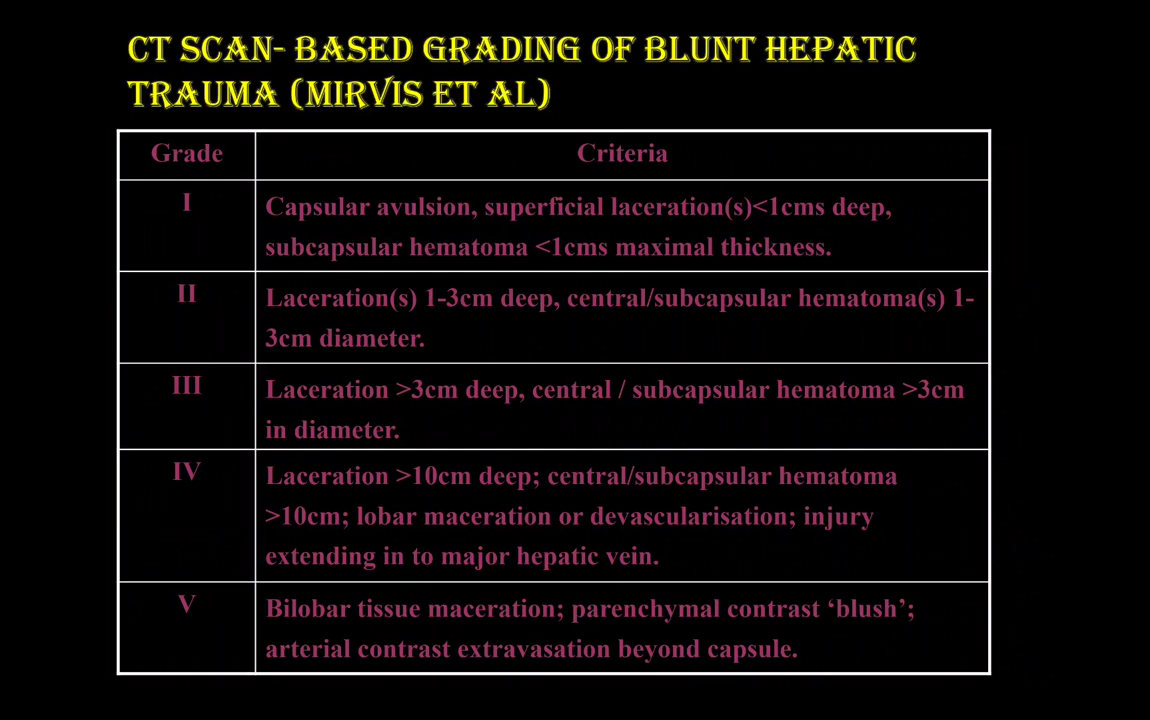 CT SCAN- BASED GRADING OF BLUNT HEPATIC
TRAUMA (MIRVIS ET AL)
Grade
Criteria
I
Capsular avulsion, superficial laceration(s)<1cms deep,
subcapsular hematoma <1cms maximal thickness.
II
Laceration(s) 1-3cm deep, central/subcapsular hematoma(s) 1-
3cm diameter.
III
Laceration >3cm deep, central / subcapsular hematoma >3cm
in diameter.
IV
Laceration >10cm deep; central/subcapsular hematoma
>10cm; lobar maceration or devascularisation; injury
extending in to major hepatic vein.
V
Bilobar tissue maceration; parenchymal contrast ‘blush’;
arterial contrast extravasation beyond capsule.